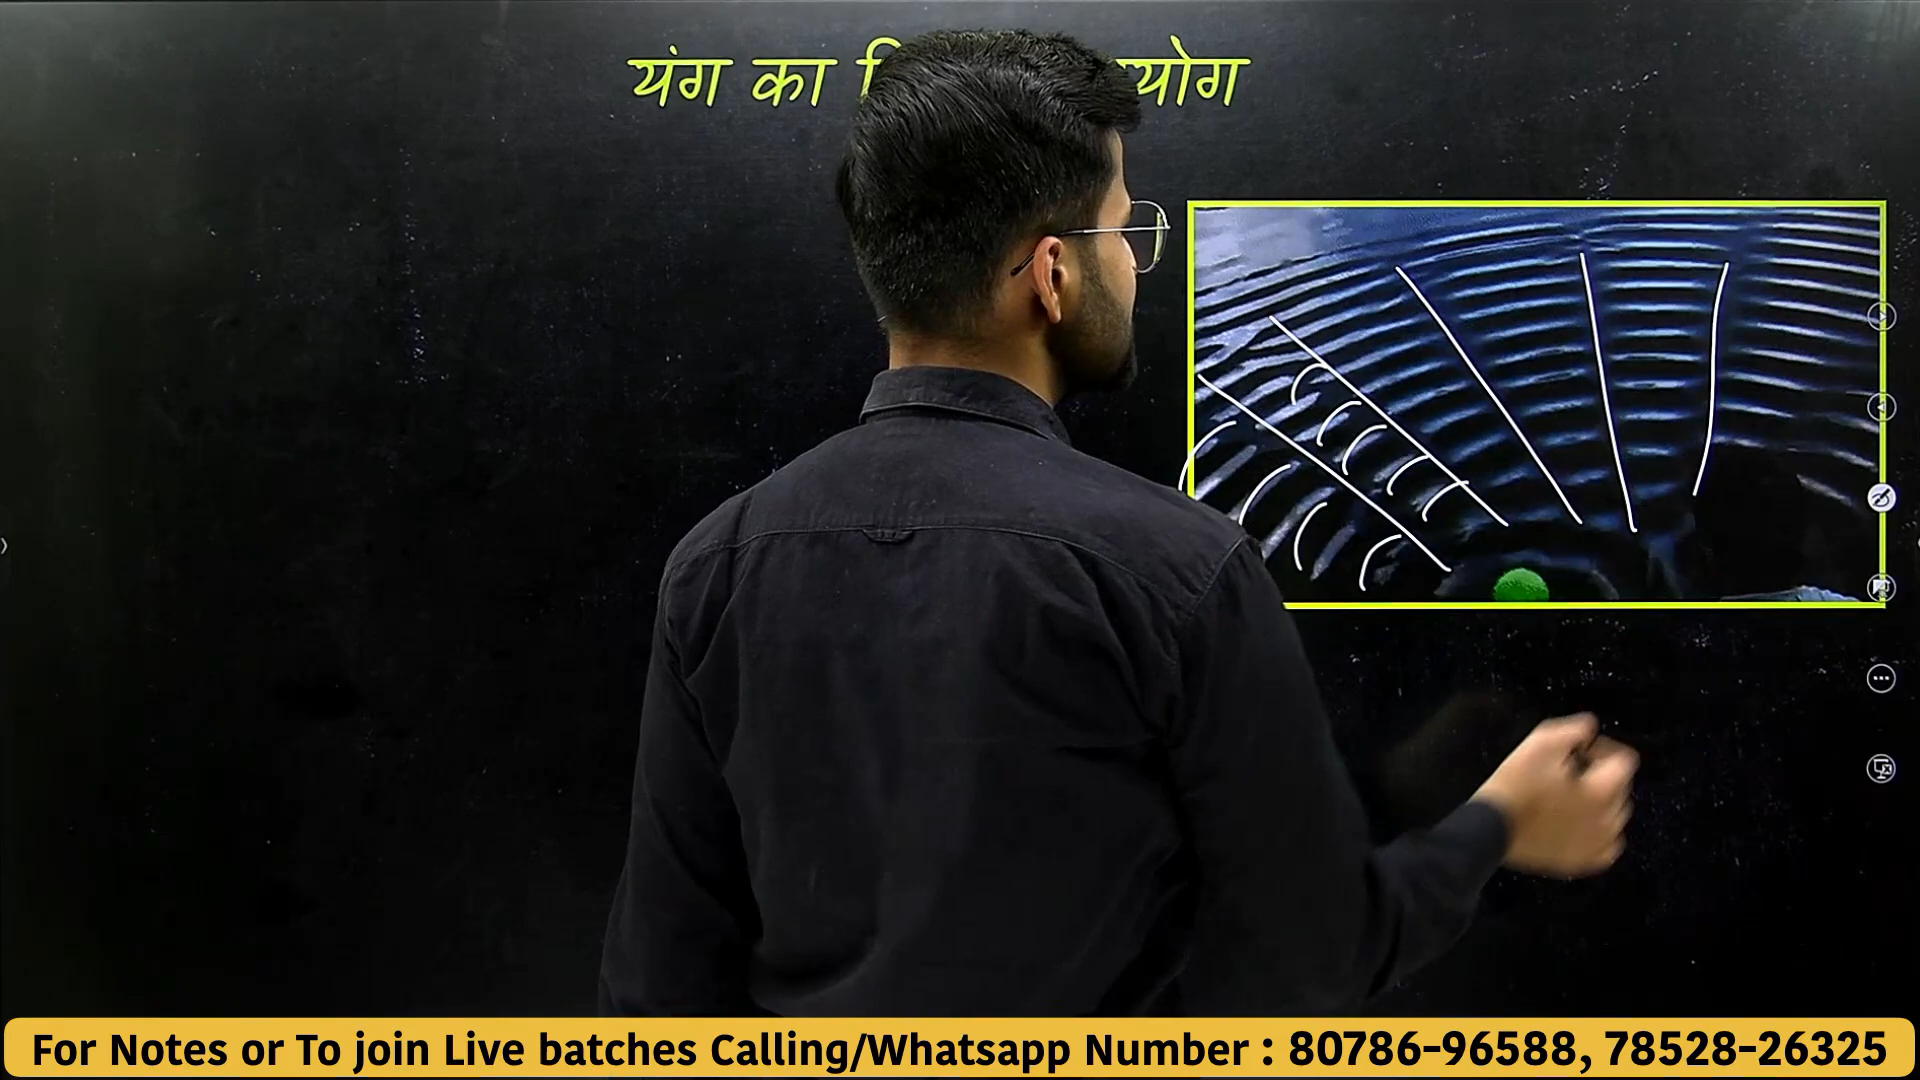 यंग का योग
For Notes or To join Live batches Calling/Whatsapp Number : 80786-96588, 78528-26325